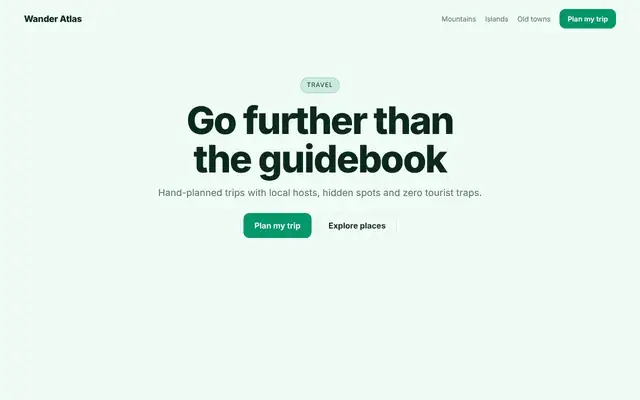 Wander Atlas
Mountains Islands Old towns Plan my trip
TRAVEL
Go further than
the guidebook
Hand-planned trips with local hosts, hidden spots and zero tourist traps.
Plan my trip Explore places